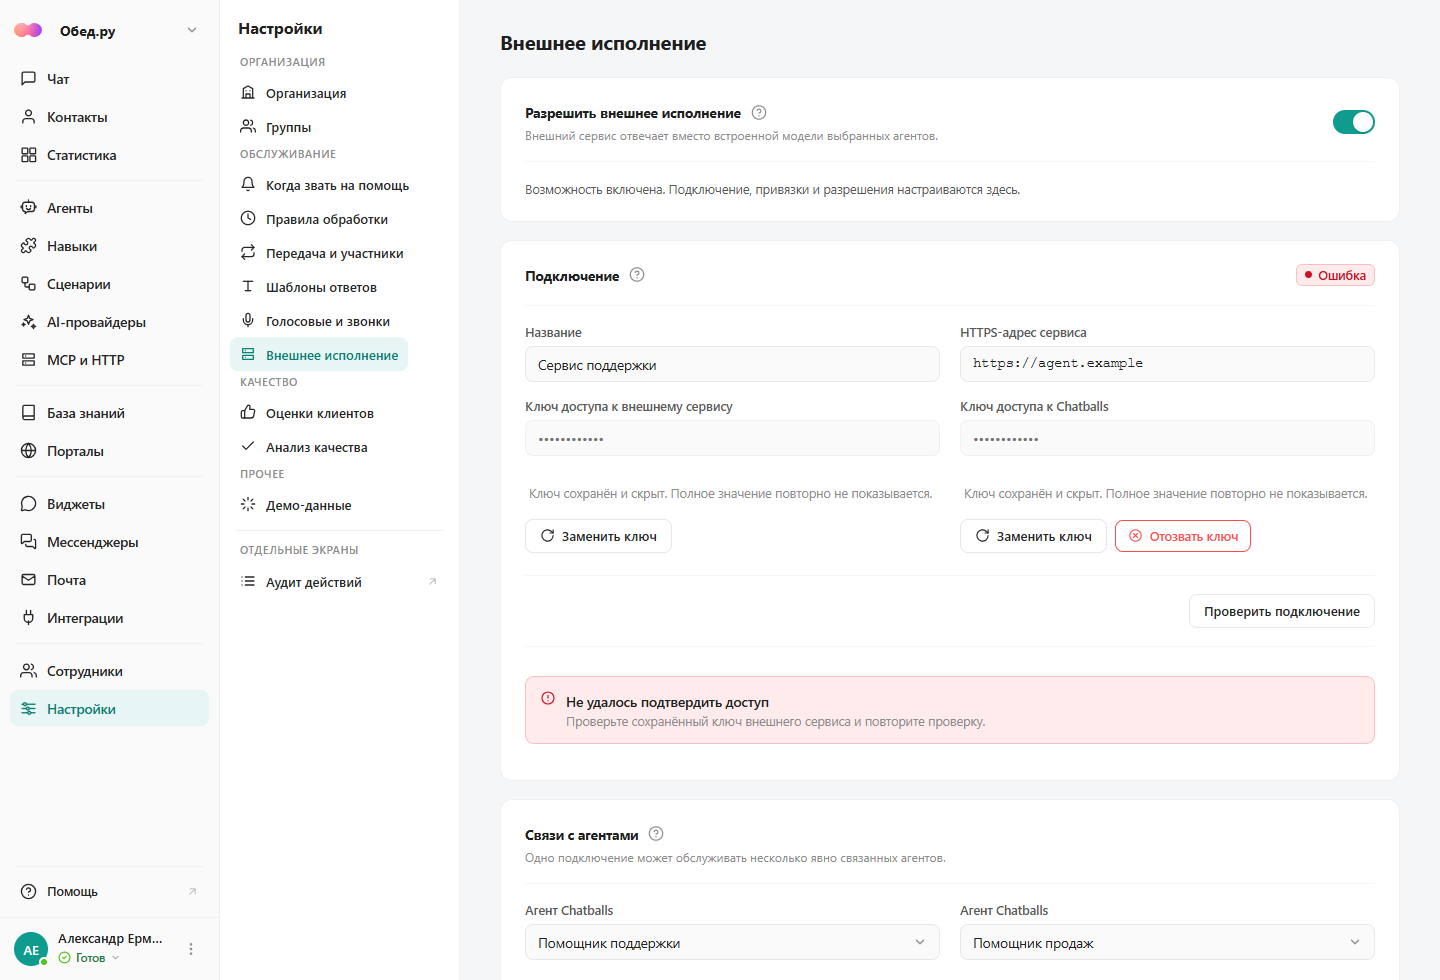 Обед.ру
Чат
Контакты
Статистика
Агенты
Навыки
Сценарии
AI-провайдеры
MCP и HTTP
База знаний
Порталы
Виджеты
Мессенджеры
Почта
Интеграции
Сотрудники
Настройки
Помощь
AE
Александр Ерм...
Готов
Настройки
ОРГАНИЗАЦИЯ
Организация
Группы
ОБСЛУЖИВАНИЕ
Когда звать на помощь
Правила обработки
Передача и участники
Шаблоны ответов
Голосовые и звонки
Внешнее исполнение
КАЧЕСТВО
Оценки клиентов
Анализ качества
ПРОЧЕЕ
Демо-данные
ОТДЕЛЬНЫЕ ЭКРАНЫ
Аудит действий
Внешнее исполнение
Разрешить внешнее исполнение
Внешний сервис отвечает вместо встроенной модели выбранных агентов.
Возможность включена. Подключение, привязки и разрешения настраиваются здесь.
Подключение
Ошибка
Название
HTTPS-адрес сервиса
Сервис поддержки
https://agent.example
Ключ доступа к внешнему сервису
Ключ доступа к Chatballs
••••••••••••
••••••••••••
Ключ сохранён и скрыт. Полное значение повторно не показывается.
Ключ сохранён и скрыт. Полное значение повторно не показывается.
Заменить ключ
Заменить ключ
Отозвать ключ
Проверить подключение
Не удалось подтвердить доступ
Проверьте сохранённый ключ внешнего сервиса и повторите проверку.
Связи с агентами
Одно подключение может обслуживать несколько явно связанных агентов.
Агент Chatballs
Агент Chatballs
Помощник поддержки
Помощник продаж